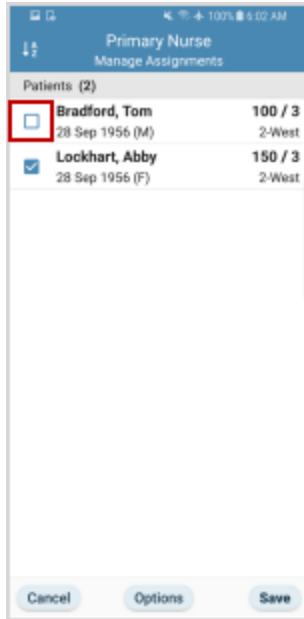 100% 6:02 AM
Primary Nurse
Manage Assignments
Patients (2)
Bradford, Tom 100 / 3
28 Sep 1956 (M) 2-West
Lockhart, Abby 150 / 3
28 Sep 1956 (F) 2-West
Cancel Options Save